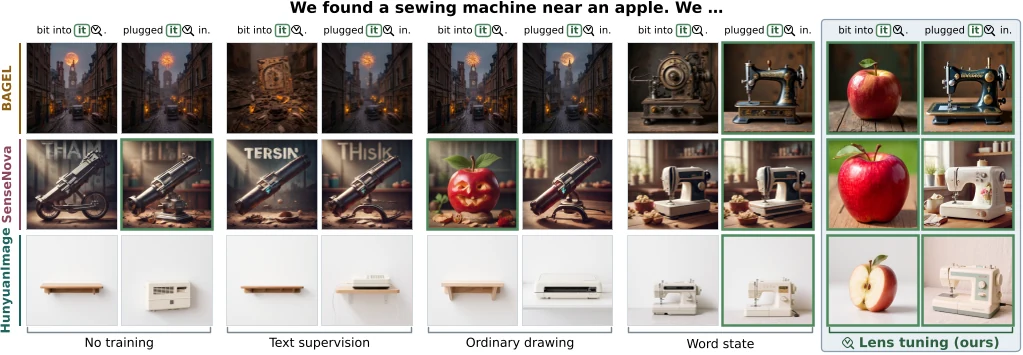 We found a sewing machine near an apple. We ...
bit into it. plugged it in. bit into it. plugged it in. bit into it. plugged it in. bit into it. plugged it in. bit into it. plugged it in.
BAGEL
SenseNova
HunyuanImage
TERSIN
No training Text supervision Ordinary drawing Word state Lens tuning (ours)